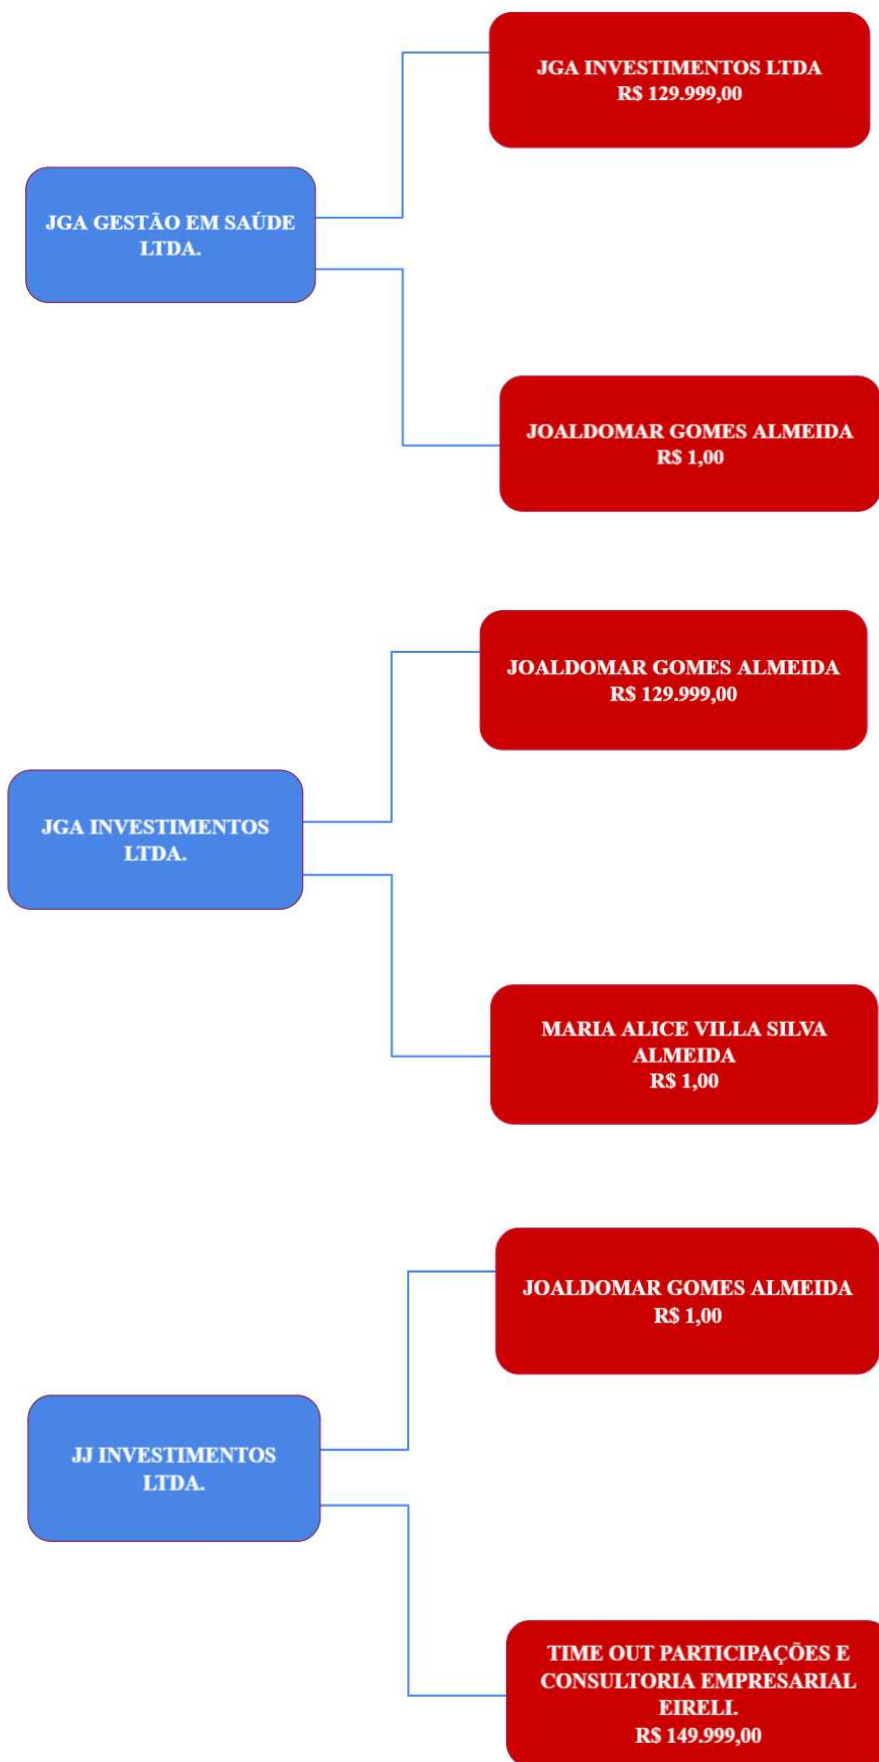 JGA INVESTIMENTOS LTDA
R$ 129.999,00
JGA GESTÃO EM SAÚDE
LTDA.
JOALDOMAR GOMES ALMEIDA
R$ 1,00
JOALDOMAR GOMES ALMEIDA
R$ 129.999,00
JGA INVESTIMENTOS
LTDA.
MARIA ALICE VILLA SILVA
ALMEIDA
R$ 1,00
JOALDOMAR GOMES ALMEIDA
R$ 1,00
JJ INVESTIMENTOS
LTDA.
TIME OUT PARTICIPAÇÕES E
CONSULTORIA EMPRESARIAL
EIRELI.
R$ 149.999,00